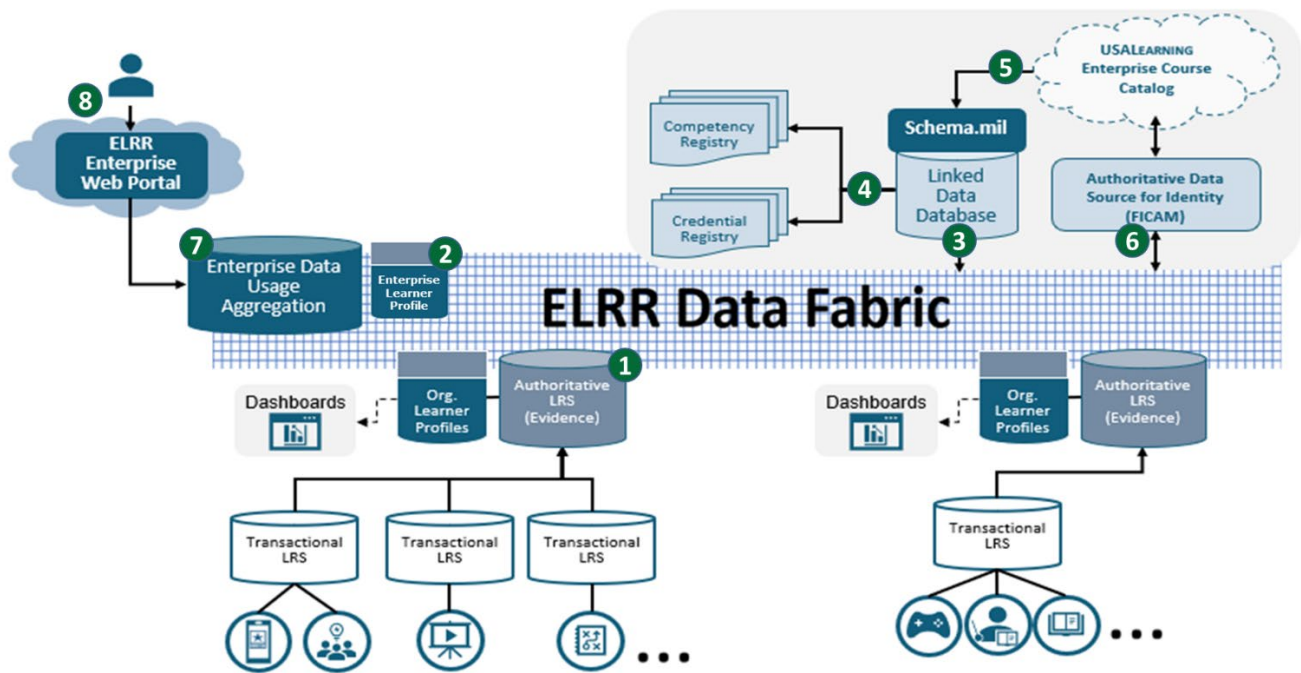 8
ELRR
Enterprise
Web Portal
7
Enterprise Data
Usage
Aggregation
2
Enterprise
Learner
Profile
Competency
Registry
Credential
Registry
4
Schema.mil
Linked
Data
Database
3
5
USALEARNING
Enterprise Course
Catalog
Authoritative Data
Source for Identity
(FICAM)
6
ELRR Data Fabric
Dashboards
Org.
Learner
Profiles
1
Authoritative
LRS
(Evidence)
Dashboards
Org.
Learner
Profiles
Authoritative
LRS
(Evidence)
Transactional
LRS
Transactional
LRS
Transactional
LRS
Transactional
LRS
...
...